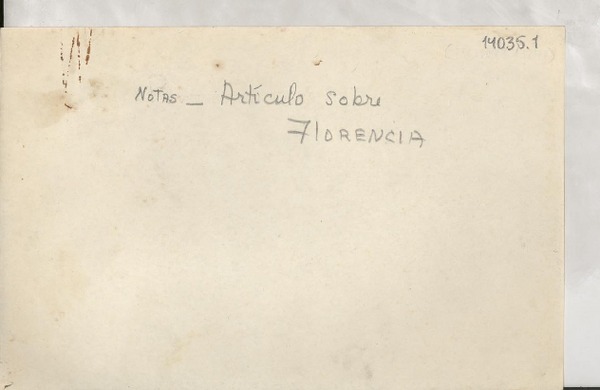 14035.1
Notas - Artículo sobre
Florencia